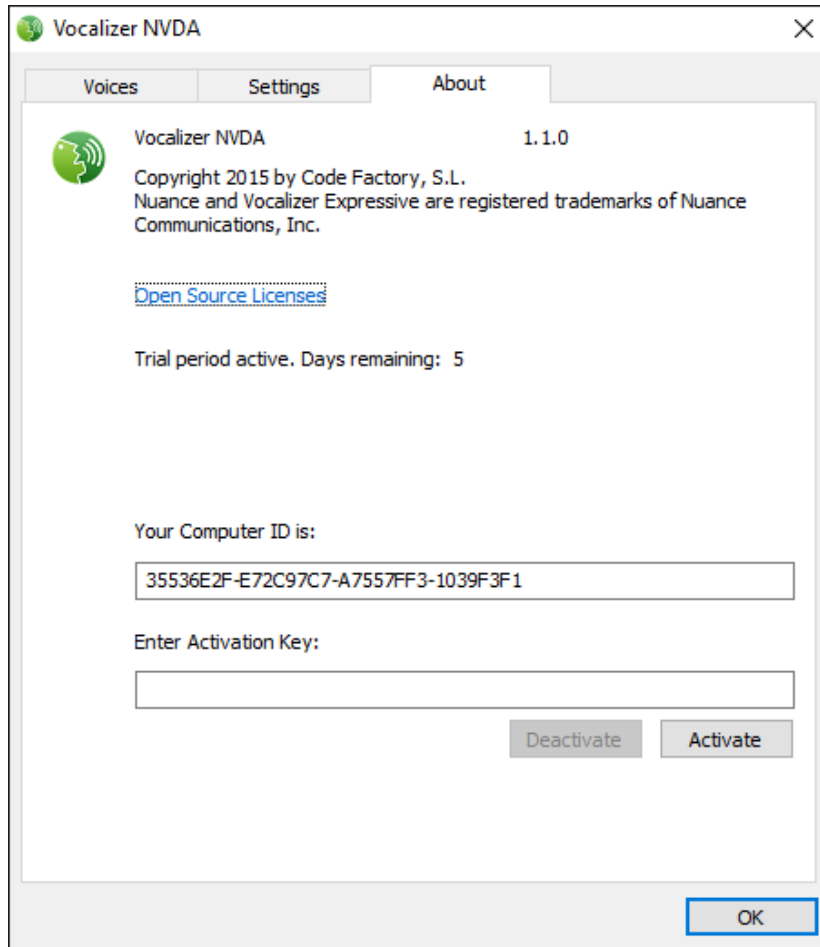 Vocalizer NVDA
Voices
Settings
About
Vocalizer NVDA 1.1.0
Copyright 2015 by Code Factory, S.L.
Nuance and Vocalizer Expressive are registered trademarks of Nuance
Communications, Inc.
Open Source Licenses
Trial period active. Days remaining: 5
Your Computer ID is:
35536E2F-E72C97C7-A7557FF3-1039F3F1
Enter Activation Key:
Deactivate
Activate
OK